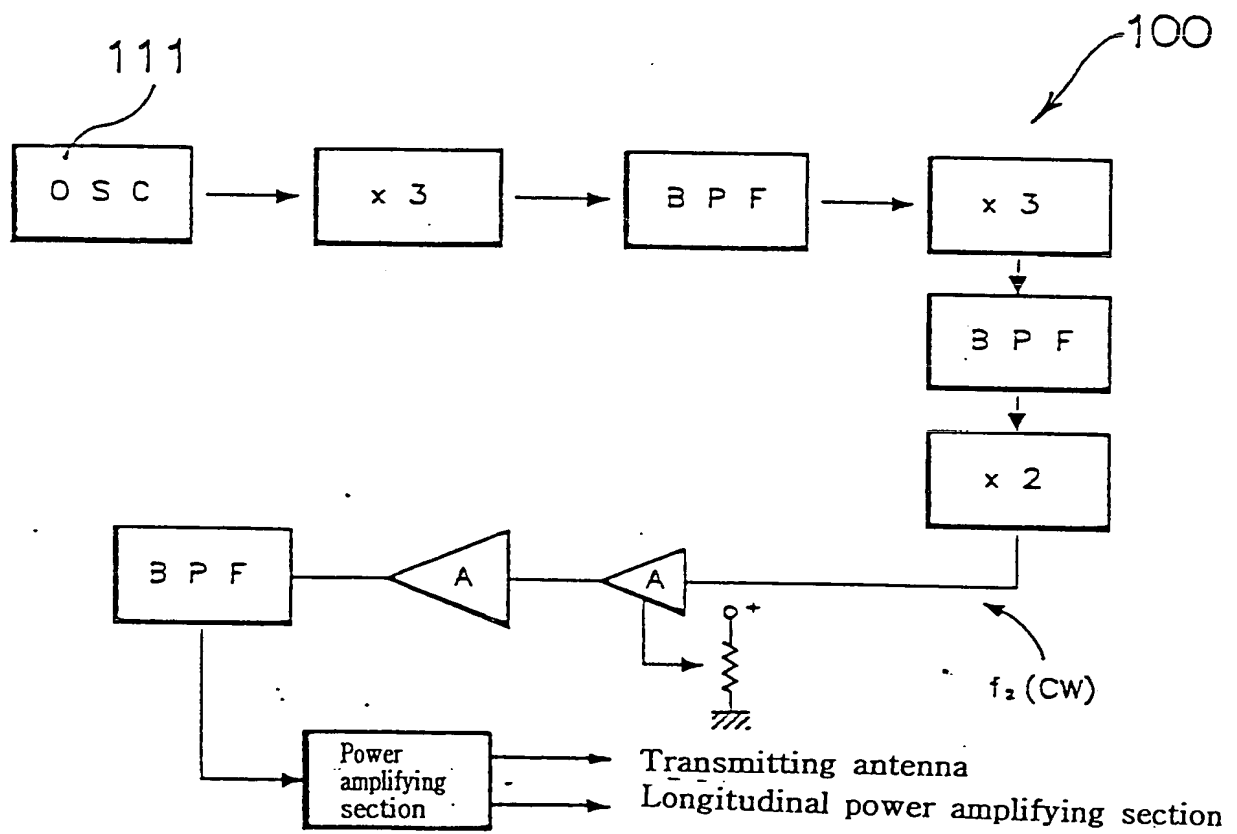 111
100
OSC
x 3
BPF
x 3
BPF
x 2
BPF
A
A
+
f₂ (CW)
Power
amplifying
section
Transmitting antenna
Longitudinal power amplifying section